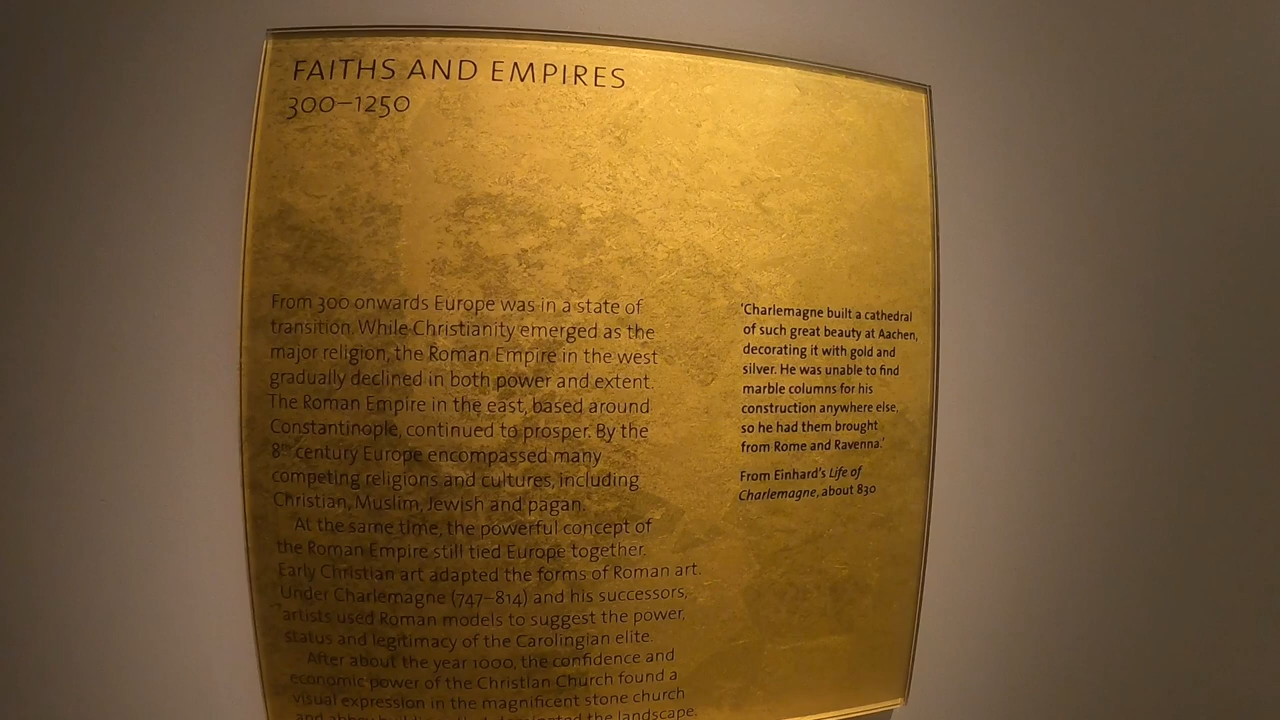 FAITHS AND EMPIRES
300–1250
From 300 onwards Europe was in a state of
transition. While Christianity emerged as the
major religion, the Roman Empire in the west
gradually declined in both power and extent.
The Roman Empire in the east, based around
Constantinople, continued to prosper. By the
8th century Europe encompassed many
competing religions and cultures, including
Christian, Muslim, Jewish and pagan.
At the same time, the powerful concept of
the Roman Empire still tied Europe together.
Early Christian art adapted the forms of Roman art.
Under Charlemagne (747–814) and his successors,
artists used Roman models to suggest the power,
status and legitimacy of the Carolingian elite.
After about the year 1000, the confidence and
economic power of the Christian Church found a
visual expression in the magnificent stone church
and abbey buildings that dominated the landscape.
'Charlemagne built a cathedral
of such great beauty at Aachen,
decorating it with gold and
silver. He was unable to find
marble columns for his
construction anywhere else,
so he had them brought
from Rome and Ravenna.'
From Einhard's Life of
Charlemagne, about 830